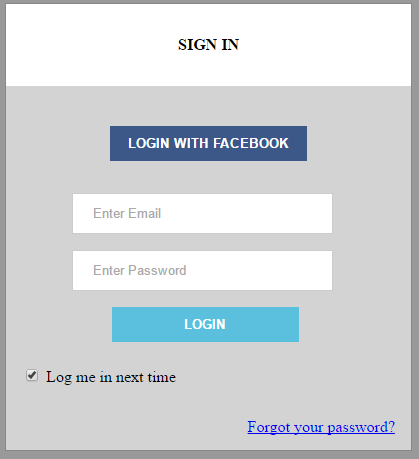 SIGN IN
LOGIN WITH FACEBOOK
Enter Email
Enter Password
LOGIN
Log me in next time
Forgot your password?